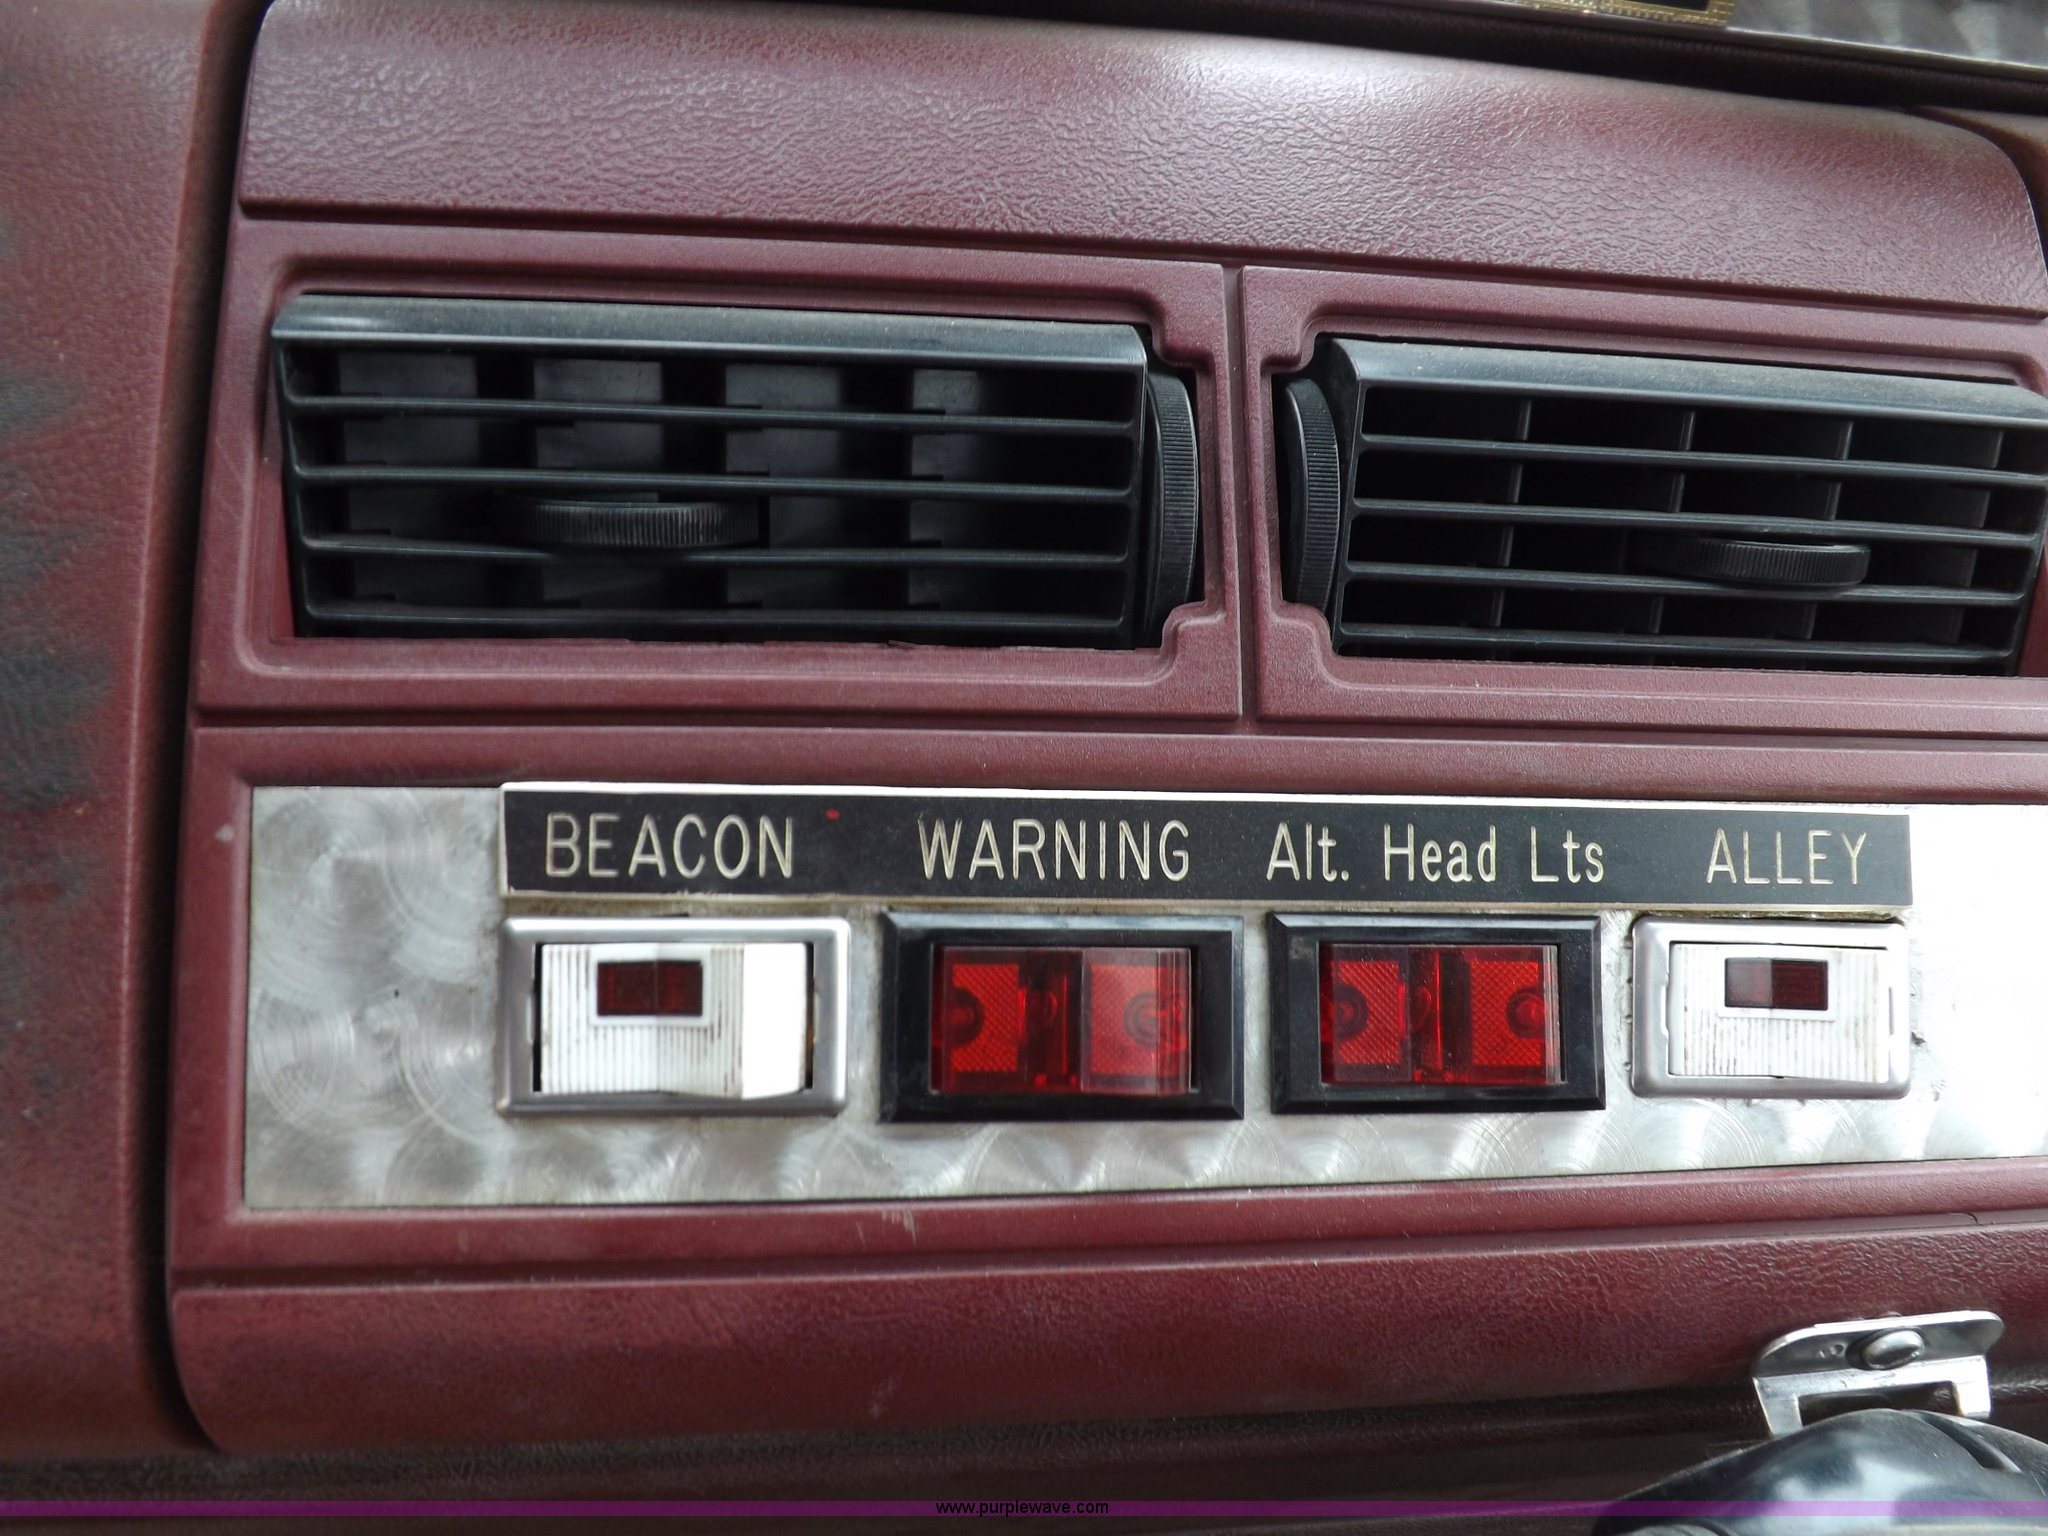 BEACON WARNING Alt. Head Lts ALLEY
www.purplewave.com